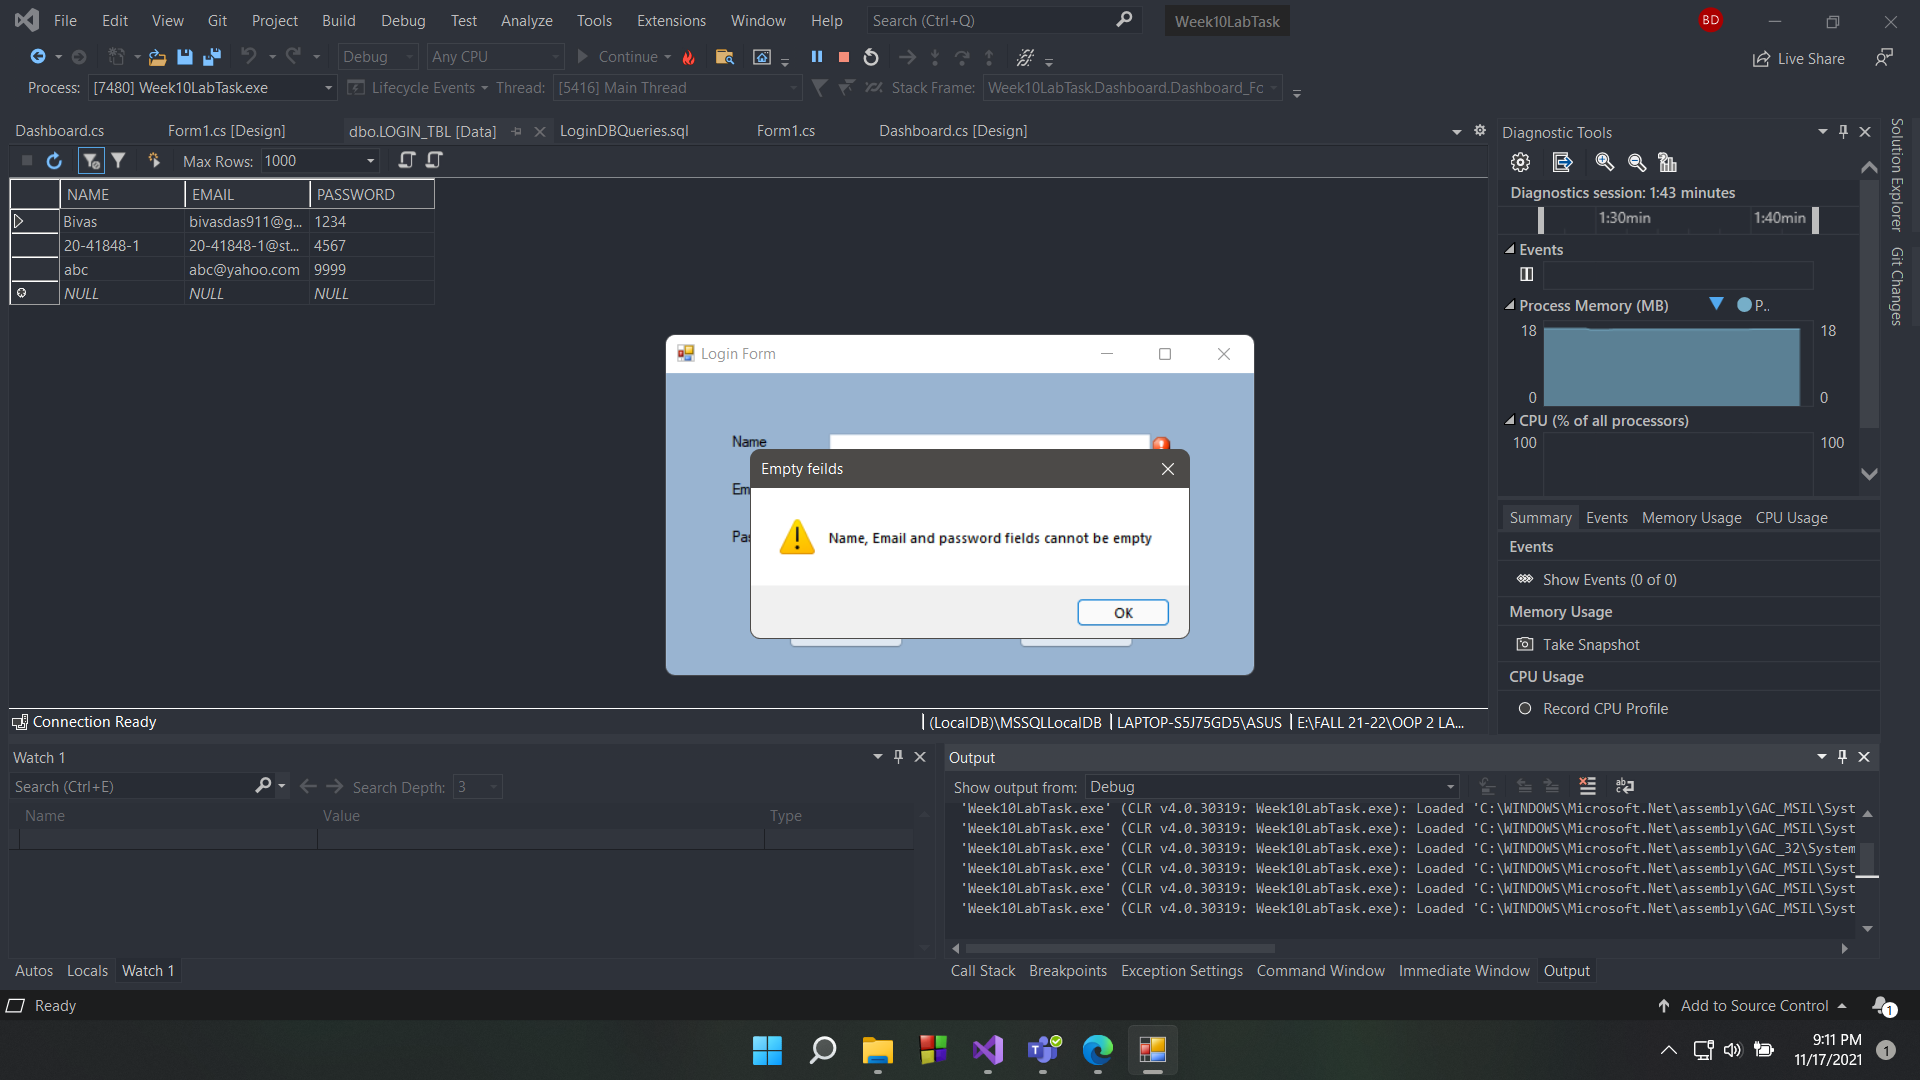 File Edit View Git Project Build Debug Test Analyze Tools Extensions Window Help Search (Ctrl+Q) Week10LabTask BD
Debug Any CPU Continue Live Share
Process: [7480] Week10LabTask.exe Lifecycle Events Thread: [5416] Main Thread Stack Frame: Week10LabTask.Dashboard.Dashboard_Fc
Dashboard.cs Form1.cs [Design] dbo.LOGIN_TBL [Data] LoginDBQueries.sql Form1.cs Dashboard.cs [Design]
Max Rows: 1000
NAME EMAIL PASSWORD
Bivas bivasdas911@g... 1234
20-41848-1 20-41848-1@st... 4567
abc abc@yahoo.com 9999
NULL NULL NULL
Login Form
Name
Em
Pas
Empty feilds
Name, Email and password fields cannot be empty
OK
Connection Ready (LocalDB)\MSSQLLocalDB LAPTOP-S5J75GD5\ASUS E:\FALL 21-22\OOP 2 LA...
Diagnostic Tools
Diagnostics session: 1:43 minutes
1:30min 1:40min
Events
Process Memory (MB) P..
18 18
0 0
CPU (% of all processors)
100 100
Summary Events Memory Usage CPU Usage
Events
Show Events (0 of 0)
Memory Usage
Take Snapshot
CPU Usage
Record CPU Profile
Solution Explorer
Git Changes
Watch 1
Search (Ctrl+E) Search Depth: 3
Name Value Type
Autos Locals Watch 1
Output
Show output from: Debug
'Week10LabTask.exe' (CLR v4.0.30319: Week10LabTask.exe): Loaded 'C:\WINDOWS\Microsoft.Net\assembly\GAC_MSIL\Syst
'Week10LabTask.exe' (CLR v4.0.30319: Week10LabTask.exe): Loaded 'C:\WINDOWS\Microsoft.Net\assembly\GAC_MSIL\Syst
'Week10LabTask.exe' (CLR v4.0.30319: Week10LabTask.exe): Loaded 'C:\WINDOWS\Microsoft.Net\assembly\GAC_32\System
'Week10LabTask.exe' (CLR v4.0.30319: Week10LabTask.exe): Loaded 'C:\WINDOWS\Microsoft.Net\assembly\GAC_MSIL\Syst
'Week10LabTask.exe' (CLR v4.0.30319: Week10LabTask.exe): Loaded 'C:\WINDOWS\Microsoft.Net\assembly\GAC_MSIL\Syst
'Week10LabTask.exe' (CLR v4.0.30319: Week10LabTask.exe): Loaded 'C:\WINDOWS\Microsoft.Net\assembly\GAC_MSIL\Syst
Call Stack Breakpoints Exception Settings Command Window Immediate Window Output
Ready Add to Source Control 1
9:11 PM
11/17/2021 1